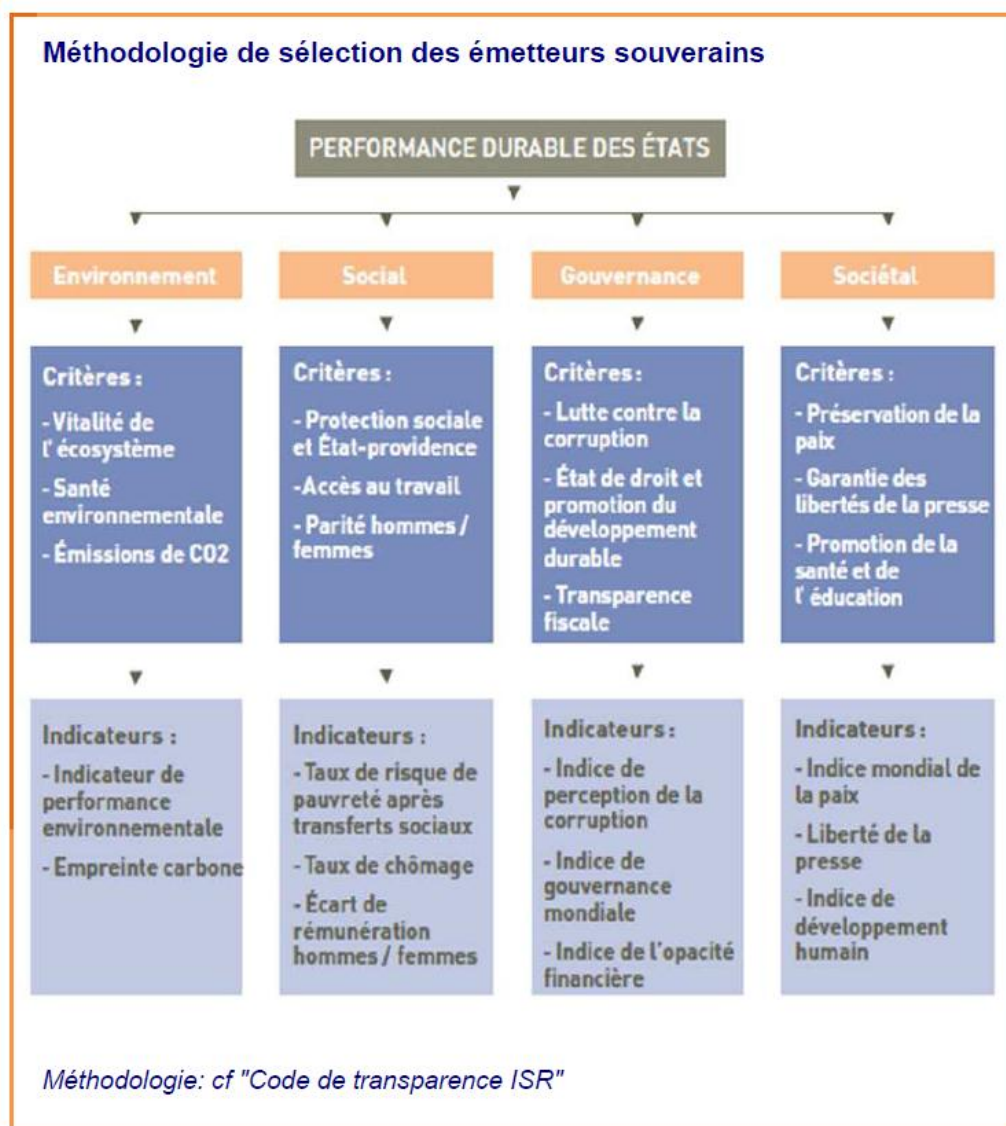 Méthodologie de sélection des émetteurs souverains
PERFORMANCE DURABLE DES ÉTATS
Environnement
Critères :
- Vitalité de
l' écosystème
- Santé
environnementale
- Émissions de CO2
Indicateurs :
- Indicateur de
performance
environnementale
- Empreinte carbone
Social
Critères :
- Protection sociale
et État-providence
-Accès au travail
- Parité hommes /
femmes
Indicateurs :
- Taux de risque de
pauvreté après
transferts sociaux
- Taux de chômage
- Écart de
rémunération
hommes / femmes
Gouvernance
Critères :
- Lutte contre la
corruption
- État de droit et
promotion du
développement
durable
- Transparence
fiscale
Indicateurs :
- Indice de
perception de la
corruption
- Indice de
gouvernance
mondiale
- Indice de l'opacité
financière
Sociétal
Critères :
- Préservation de la
paix
- Garantie des
libertés de la presse
- Promotion de la
santé et de
l' éducation
Indicateurs :
- Indice mondial de
la paix
- Liberté de la
presse
- Indice de
développement
humain
Méthodologie: cf "Code de transparence ISR"